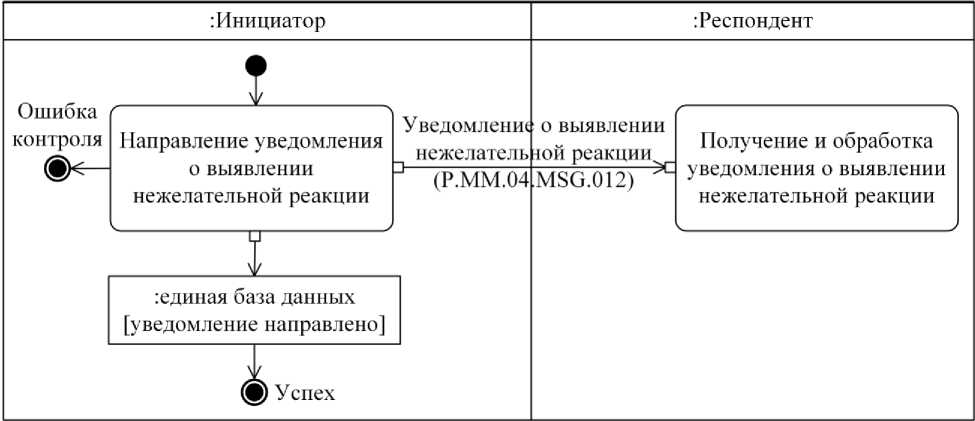 :Инициатор
:Респондент
Ошибка
контроля
Направление уведомления
о выявлении
нежелательной реакции
Уведомление о выявлении
нежелательной реакции
(P.MM.04.MSG.012)
Получение и обработка
уведомления о выявлении
нежелательной реакции
:единая база данных
[уведомление направлено]
Успех